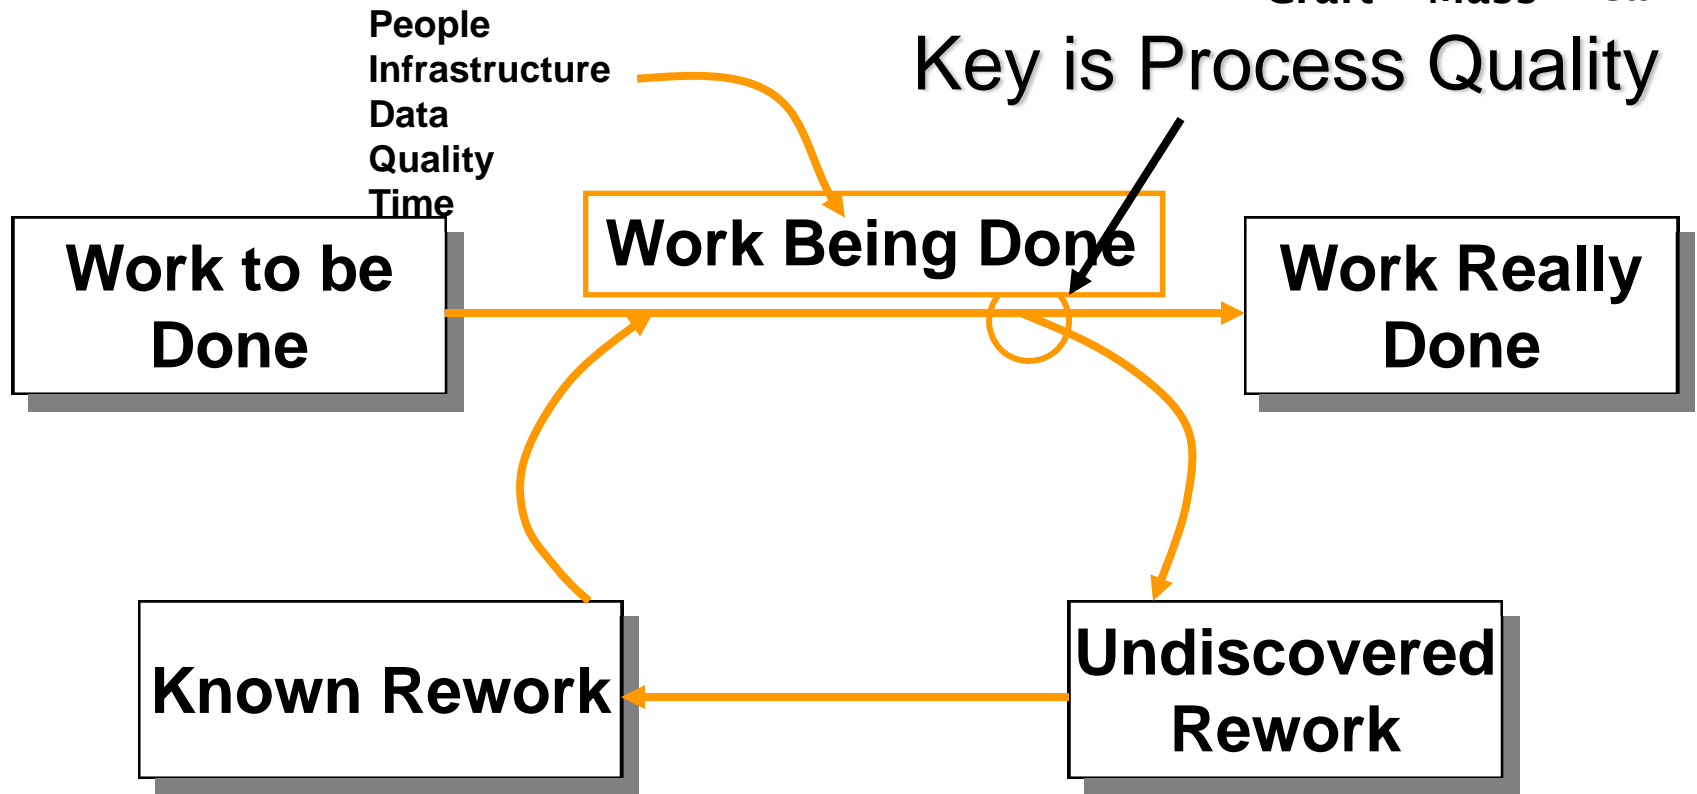 People
Infrastructure
Data
Quality
Time
Key is Process Quality
Work to be
Done
Work Being Done
Work Really
Done
Known Rework
Undiscovered
Rework